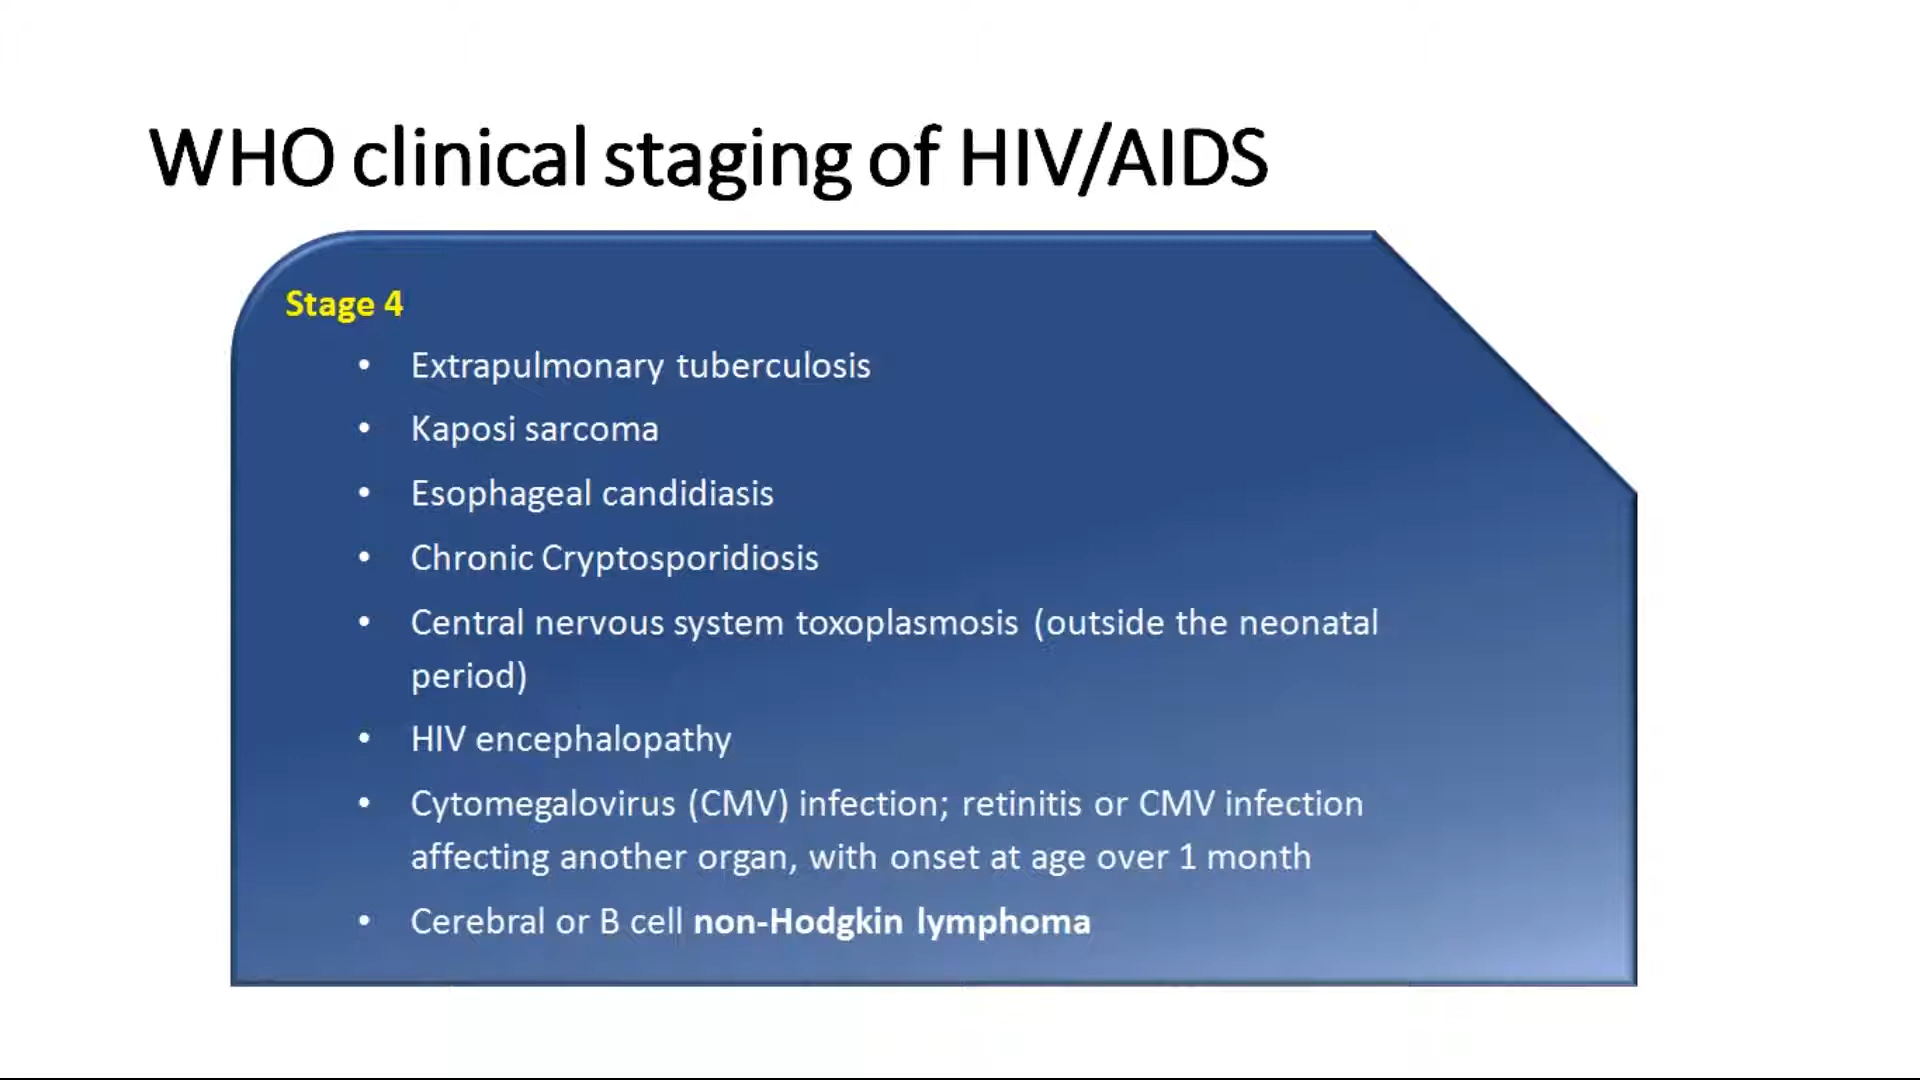 WHO clinical staging of HIV/AIDS
Stage 4
• Extrapulmonary tuberculosis
• Kaposi sarcoma
• Esophageal candidiasis
• Chronic Cryptosporidiosis
• Central nervous system toxoplasmosis (outside the neonatal
period)
• HIV encephalopathy
• Cytomegalovirus (CMV) infection; retinitis or CMV infection
affecting another organ, with onset at age over 1 month
• Cerebral or B cell non-Hodgkin lymphoma